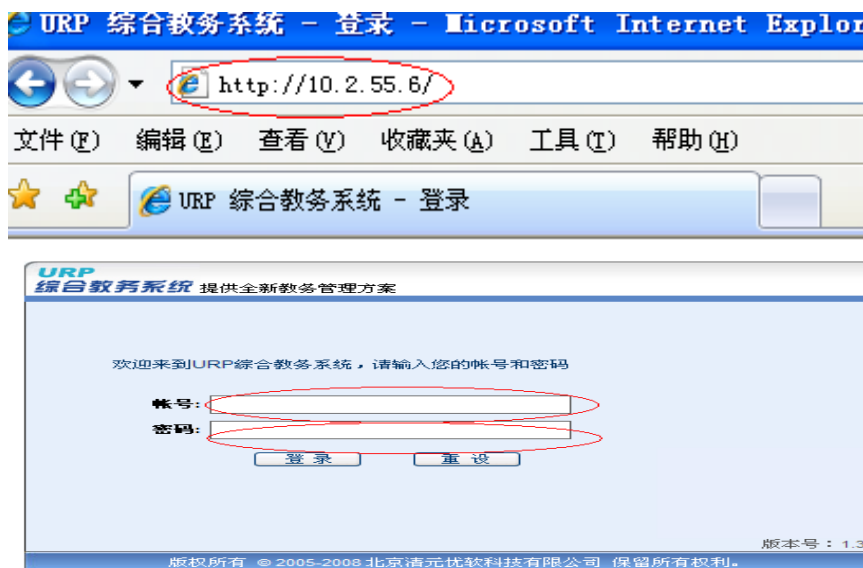 URP 综合教务系统 - 登录 - Microsoft Internet Explor
http://10.2.55.6/
文件(F) 编辑(E) 查看(V) 收藏夹(A) 工具(T) 帮助(H)
URP 综合教务系统 - 登录
URP
综合教务系统 提供全新教务管理方案
欢迎来到URP综合教务系统，请输入您的帐号和密码
帐号:
密码:
登 录 重 设
版本号：1.3
版权所有 ©2005-2008北京清元优软科技有限公司 保留所有权利。